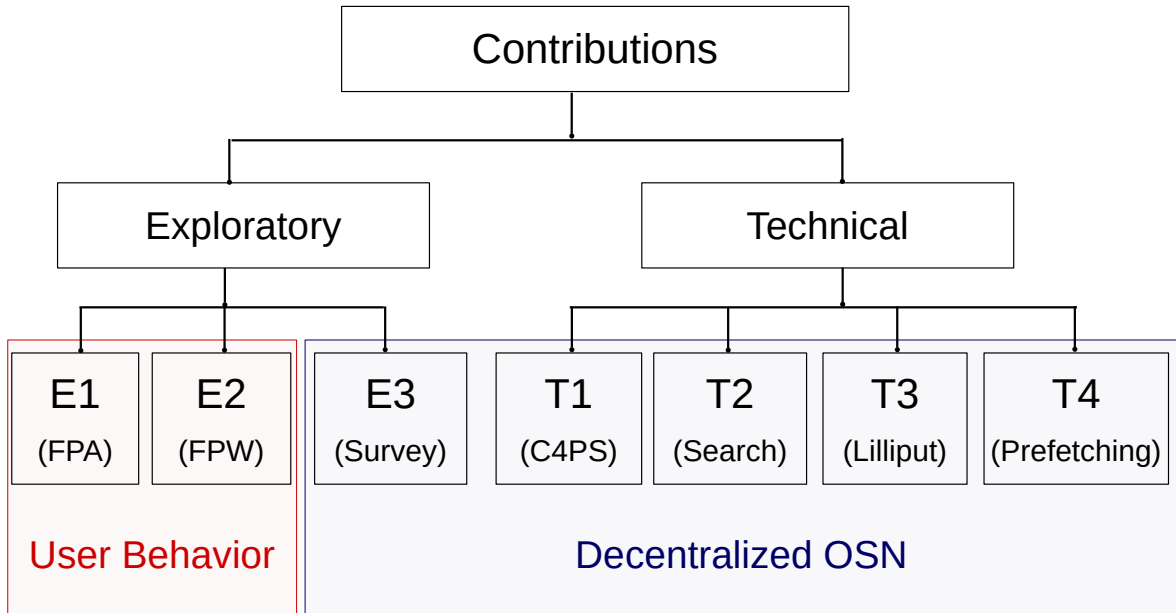 Contributions
Exploratory
Technical
E1
(FPA)
E2
(FPW)
E3
(Survey)
T1
(C4PS)
T2
(Search)
T3
(Lilliput)
T4
(Prefetching)
User Behavior
Decentralized OSN